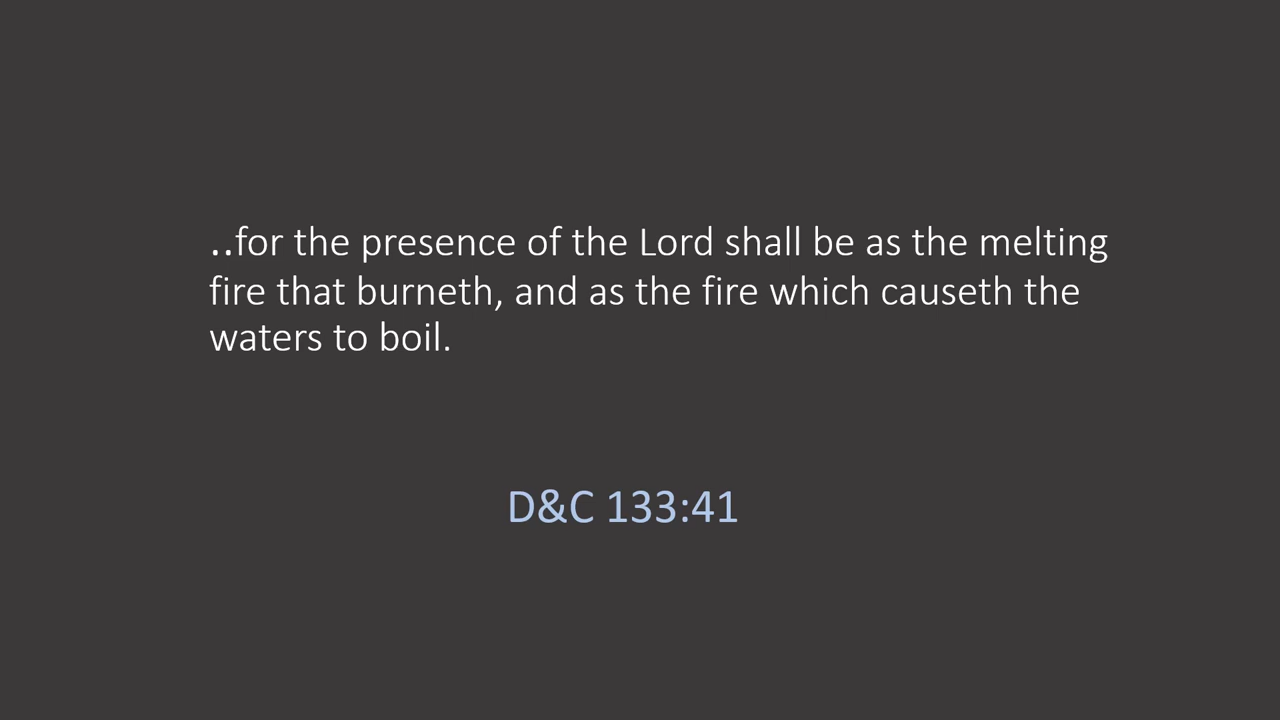 ..for the presence of the Lord shall be as the melting
fire that burneth, and as the fire which causeth the
waters to boil.
D&C 133:41